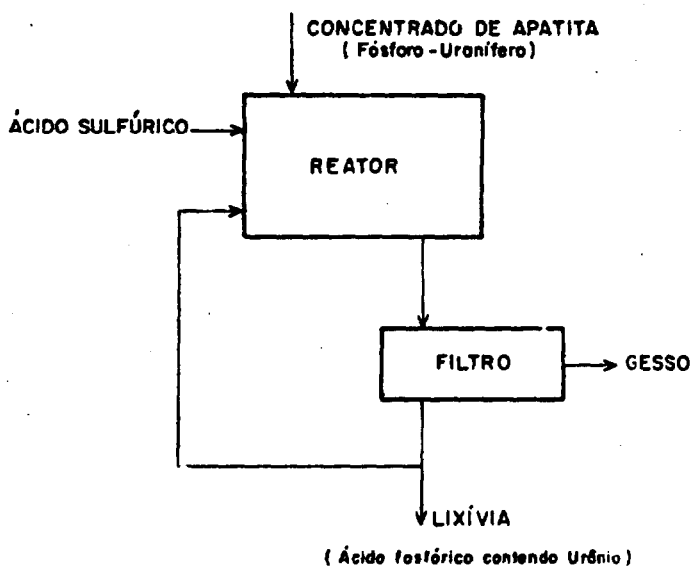 CONCENTRADO DE APATITA
(Fósforo-Uranífero)
ÁCIDO SULFÚRICO
REATOR
FILTRO
GESSO
LIXÍVIA
(Ácido fosfórico contendo Urânio)